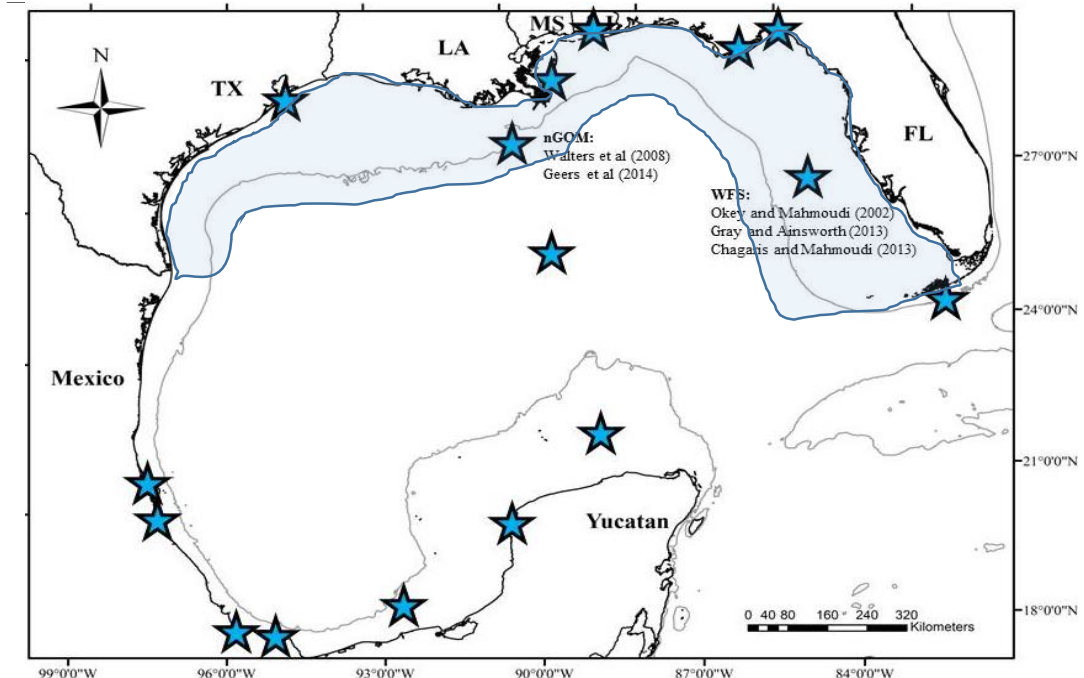 MS
LA
N
TX
FL
nGOM:
Walters et al (2008)
Geers et al (2014)
27°0'0"N
WFS:
Okey and Mahmoudi (2002)
Gray and Ainsworth (2013)
Chagaris and Mahmoudi (2013)
24°0'0"N
Mexico
21°0'0"N
Yucatan
18°0'0"N
0 40 80 160 240 320
Kilometers
99°0'0"W 96°0'0"W 93°0'0"W 90°0'0"W 87°0'0"W 84°0'0"W